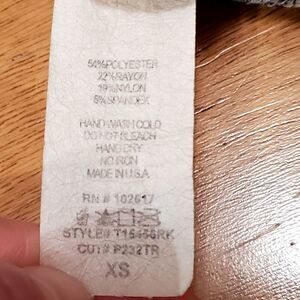 54%POLYESTER
22%RAYON
19%NYLON
5%SPANDEX
HAND WASH COLD
DO NOT BLEACH
HANG DRY
NO IRON
MADE IN U.S.A
RN # 102617
STYLE# T15466RK
CUT# P232TR
XS